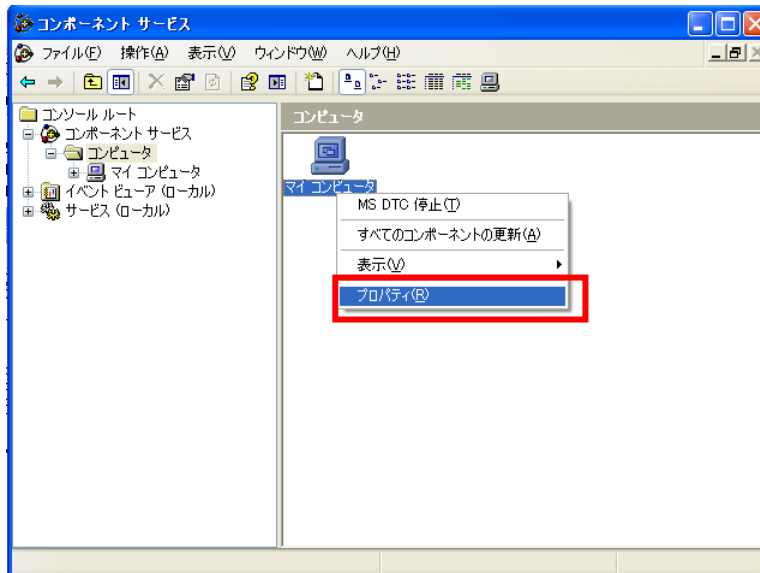 コンポーネント サービス
ファイル(F) 操作(A) 表示(V) ウィンドウ(W) ヘルプ(H)
コンソール ルート
コンポーネント サービス
コンピュータ
マイ コンピュータ
イベント ビューア (ローカル)
サービス (ローカル)
コンピュータ
マイ コンピュータ
MS DTC 停止(T)
すべてのコンポーネントの更新(A)
表示(V)
プロパティ(R)